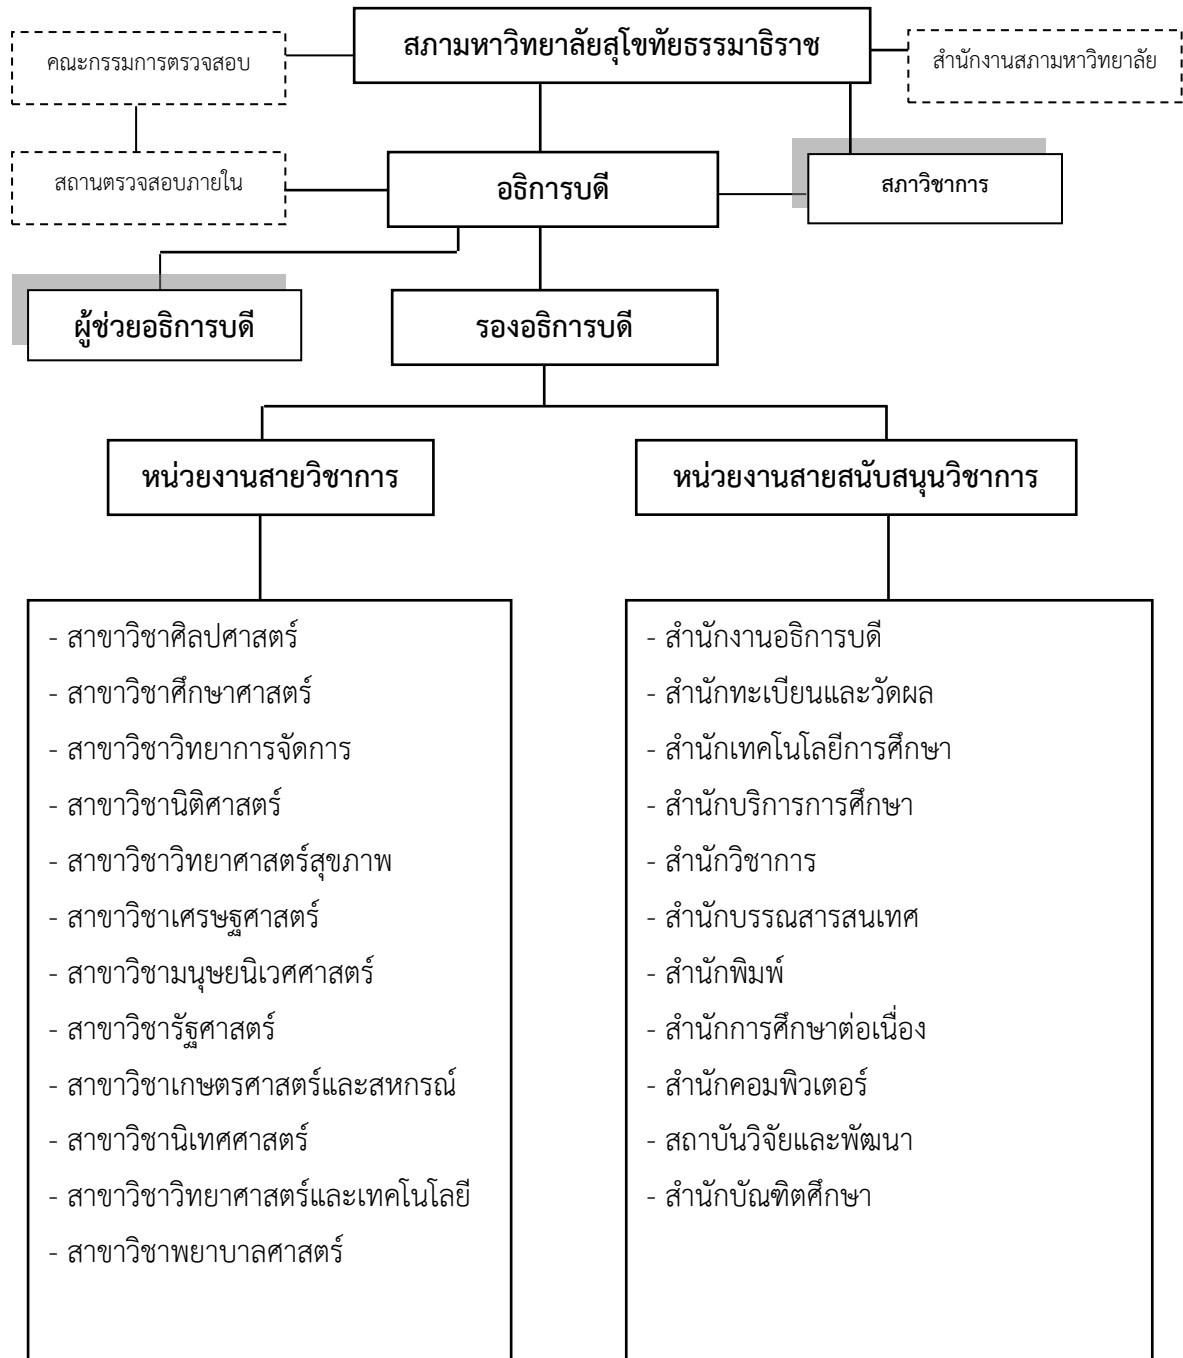 สภามหาวิทยาลัยสุโขทัยธรรมาธิราช
คณะกรรมการตรวจสอบ
สำนักงานสภามหาวิทยาลัย
สถานตรวจสอบภายใน
อธิการบดี
สภาวิชาการ
ผู้ช่วยอธิการบดี
รองอธิการบดี
หน่วยงานสายวิชาการ
หน่วยงานสายสนับสนุนวิชาการ
- สาขาวิชาศิลปศาสตร์
- สาขาวิชาศึกษาศาสตร์
- สาขาวิชาวิทยาการจัดการ
- สาขาวิชานิติศาสตร์
- สาขาวิชาวิทยาศาสตร์สุขภาพ
- สาขาวิชาเศรษฐศาสตร์
- สาขาวิชามนุษยนิเวศศาสตร์
- สาขาวิชารัฐศาสตร์
- สาขาวิชาเกษตรศาสตร์และสหกรณ์
- สาขาวิชานิเทศศาสตร์
- สาขาวิชาวิทยาศาสตร์และเทคโนโลยี
- สาขาวิชาพยาบาลศาสตร์
- สำนักงานอธิการบดี
- สำนักทะเบียนและวัดผล
- สำนักเทคโนโลยีการศึกษา
- สำนักบริการการศึกษา
- สำนักวิชาการ
- สำนักบรรณสารสนเทศ
- สำนักพิมพ์
- สำนักการศึกษาต่อเนื่อง
- สำนักคอมพิวเตอร์
- สถาบันวิจัยและพัฒนา
- สำนักบัณฑิตศึกษา